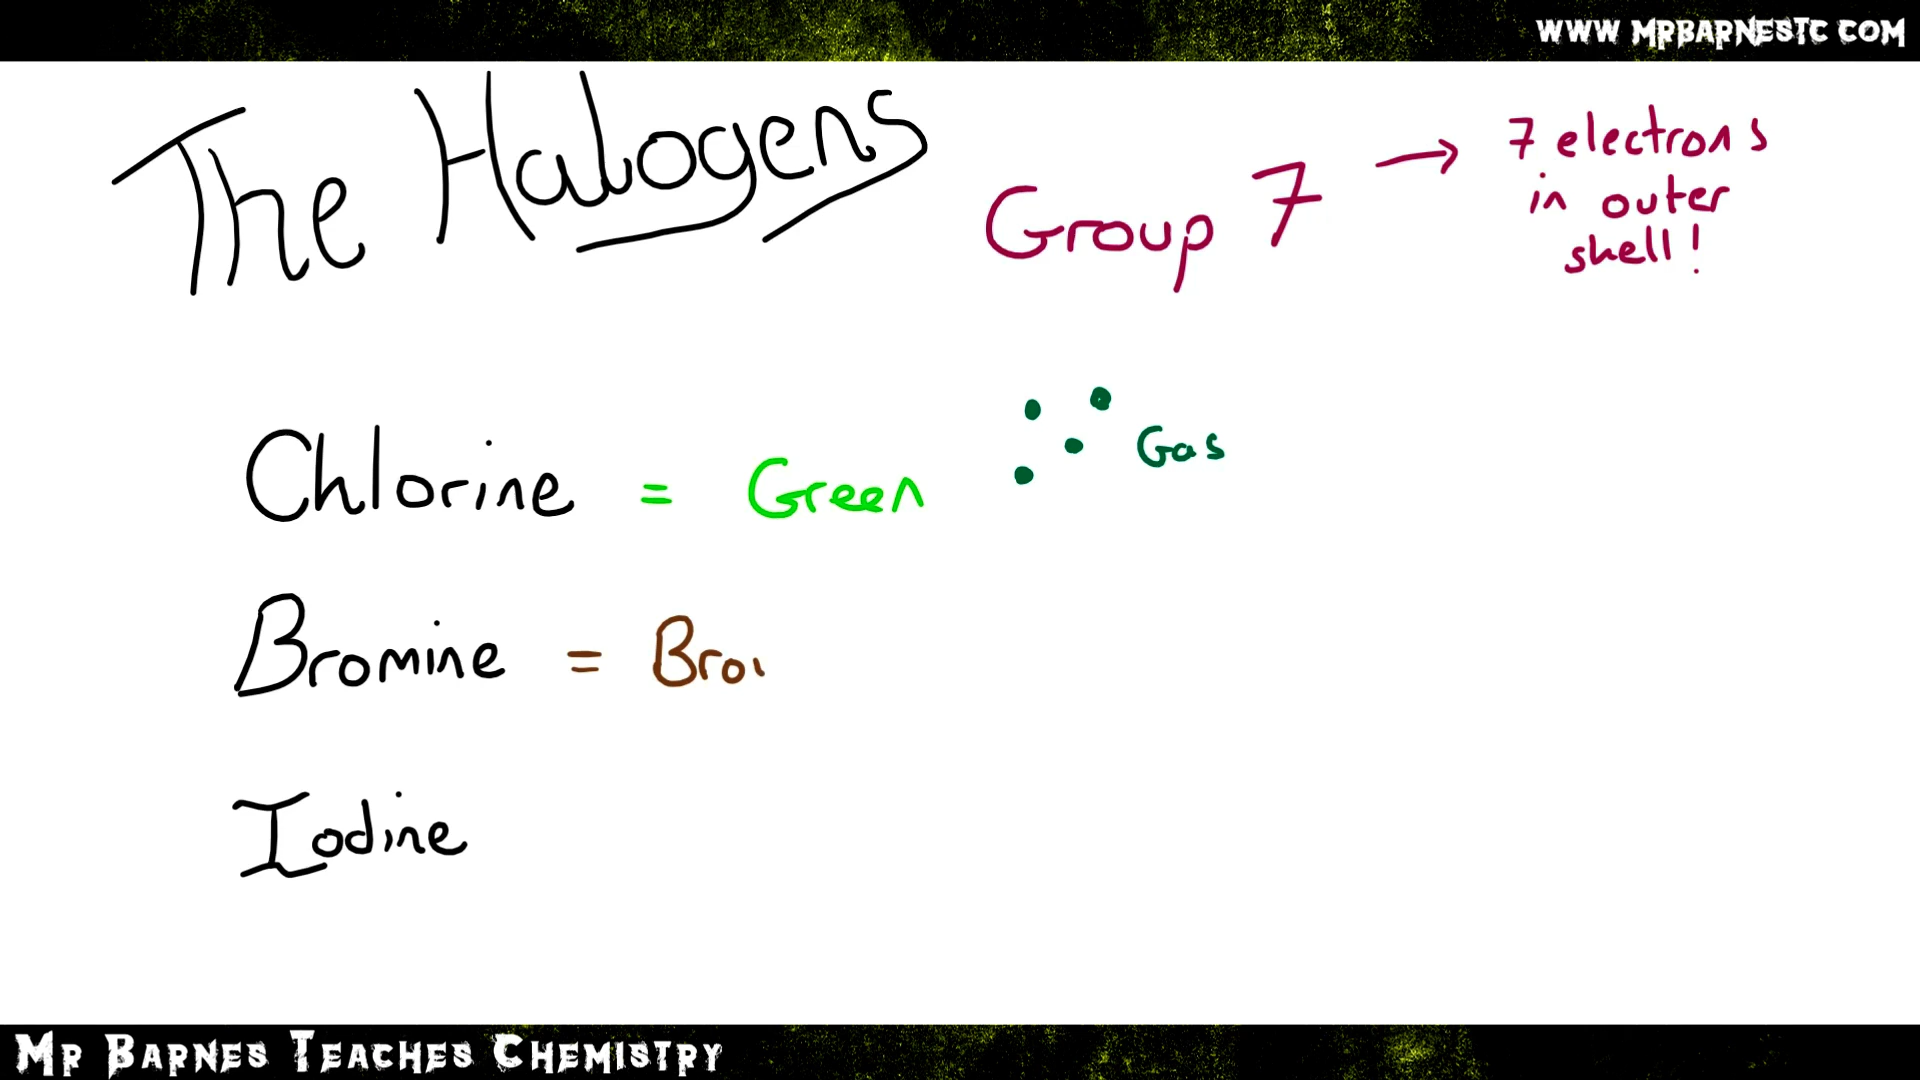 WWW MRBARNESTC COM
The Halogens
Group 7 → 7 electrons
in outer
shell!
Chlorine = Green Gas
Bromine =
Iodine
MR BARNES TEACHES CHEMISTRY